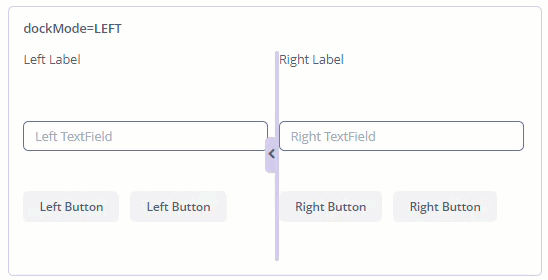 dockMode=LEFT
Left Label
Right Label
Left TextField
Right TextField
Left Button
Left Button
Right Button
Right Button